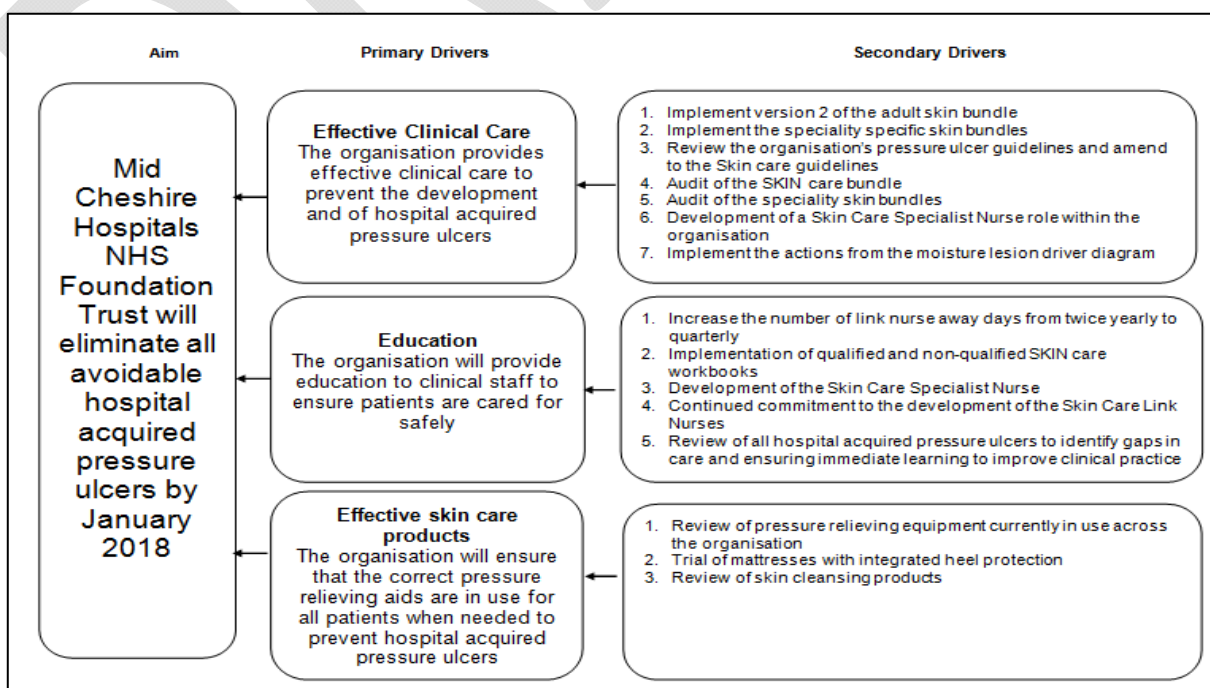 Aim
Primary Drivers
Secondary Drivers
Mid
Cheshire
Hospitals
NHS
Foundation
Trust will
eliminate all
avoidable
hospital
acquired
pressure
ulcers by
January
2018
Effective Clinical Care
The organisation provides
effective clinical care to
prevent the development
and of hospital acquired
pressure ulcers
1. Implement version 2 of the adult skin bundle
2. Implement the speciality specific skin bundles
3. Review the organisation's pressure ulcer guidelines and amend
to the Skin care guidelines
4. Audit of the SKIN care bundle
5. Audit of the speciality skin bundles
6. Development of a Skin Care Specialist Nurse role within the
organisation
7. Implement the actions from the moisture lesion driver diagram
Education
The organisation will provide
education to clinical staff to
ensure patients are cared for
safely
1. Increase the number of link nurse away days from twice yearly to
quarterly
2. Implementation of qualified and non-qualified SKIN care
workbooks
3. Development of the Skin Care Specialist Nurse
4. Continued commitment to the development of the Skin Care Link
Nurses
5. Review of all hospital acquired pressure ulcers to identify gaps in
care and ensuring immediate learning to improve clinical practice
Effective skin care
products
The organisation will ensure
that the correct pressure
relieving aids are in use for
all patients when needed to
prevent hospital acquired
pressure ulcers
1. Review of pressure relieving equipment currently in use across
the organisation
2. Trial of mattresses with integrated heel protection
3. Review of skin cleansing products